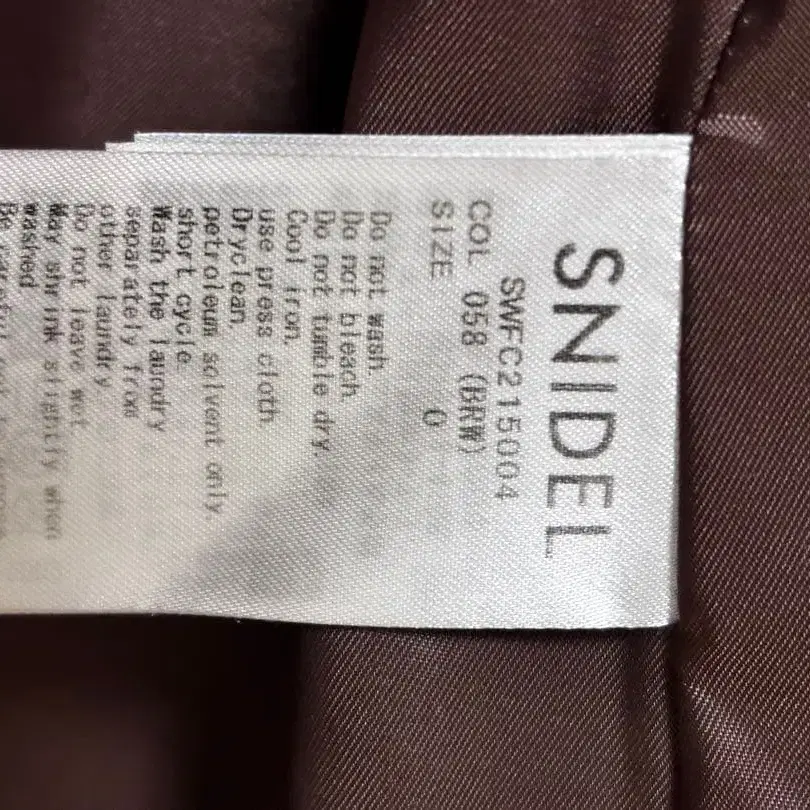 SNIDEL
SWFC215004
COL 058 (BRW)
SIZE 0
Do not wash.
Do not bleach.
Do not tumble dry.
Cool iron.
use press cloth
Dryclean,
petroleum solvent only.
short cycle.
Wash the laundry
separately from
other laundry.
Do not leave wet.
May shrink slightly when
washed